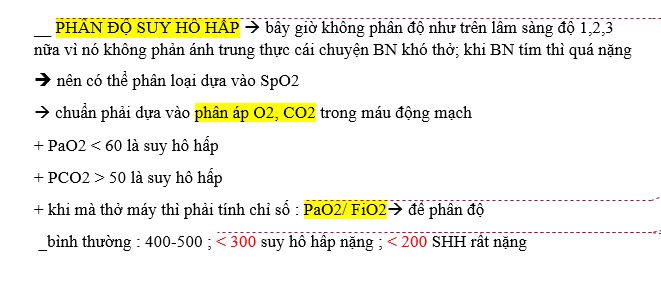 __ PHÂN ĐỘ SUY HÔ HẤP → bây giờ không phân độ như trên lâm sàng độ 1,2,3
nữa vì nó không phản ánh trung thực cái chuyện BN khó thở; khi BN tím thì quá nặng
→ nên có thể phân loại dựa vào SpO2
→ chuẩn phải dựa vào phân áp O2, CO2 trong máu động mạch
+ PaO2 < 60 là suy hô hấp
+ PCO2 > 50 là suy hô hấp
+ khi mà thở máy thì phải tính chỉ số : PaO2/ FiO2→ để phân độ
_bình thường : 400-500 ; < 300 suy hô hấp nặng ; < 200 SHH rất nặng